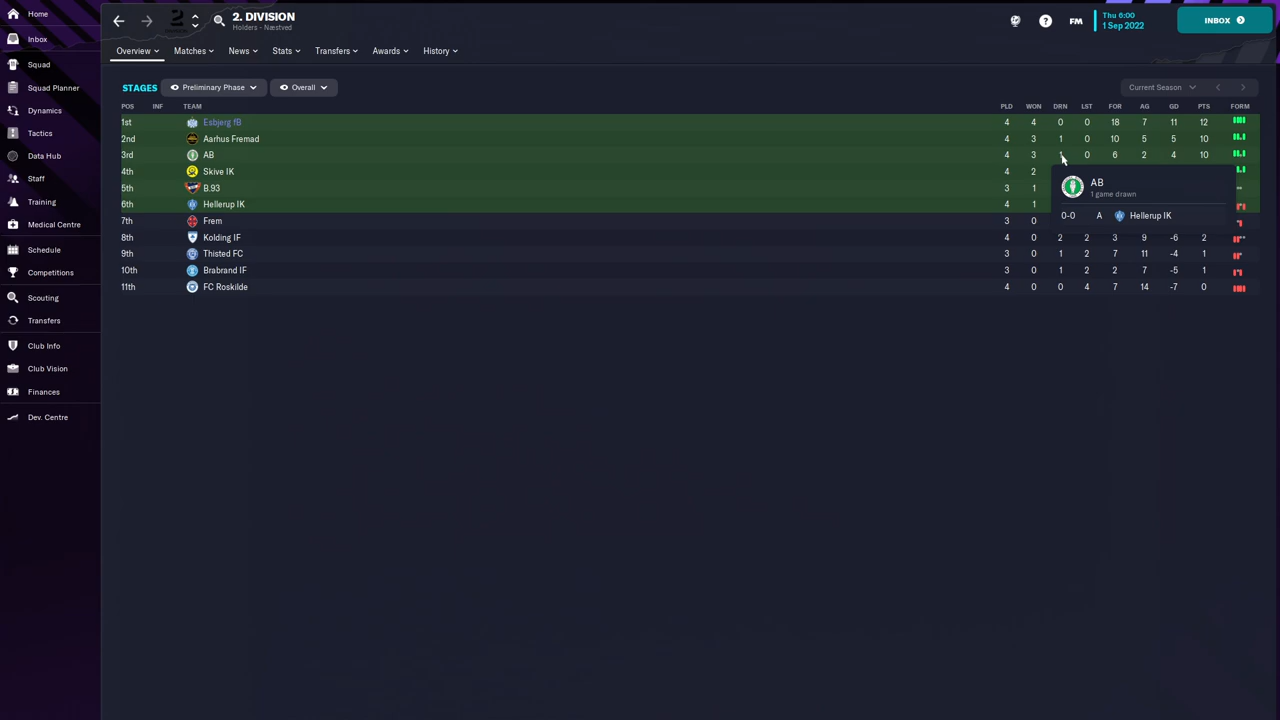 Home
Inbox
Squad
Squad Planner
Dynamics
Tactics
Data Hub
Staff
Training
Medical Centre
Schedule
Competitions
Scouting
Transfers
Club Info
Club Vision
Finances
Dev. Centre
2. DIVISION
Holders - Næstved
FM
Thu 6:00
1 Sep 2022
INBOX
Overview Matches News Stats Transfers Awards History
STAGES Preliminary Phase Overall Current Season
POS INF TEAM PLD WON DRN LST FOR AG GD PTS FORM
1st Esbjerg fB 4 4 0 0 18 7 11 12
2nd Aarhus Fremad 4 3 1 0 10 5 5 10
3rd AB 4 3 1 0 6 2 4 10
4th Skive IK 4 2
5th B.93 3 1
6th Hellerup IK 4 1
7th Frem 3 0
8th Kolding IF 4 0 2 2 3 9 -6 2
9th Thisted FC 3 0 1 2 7 11 -4 1
10th Brabrand IF 3 0 1 2 2 7 -5 1
11th FC Roskilde 4 0 0 4 7 14 -7 0
AB
1 game drawn
0-0 A Hellerup IK